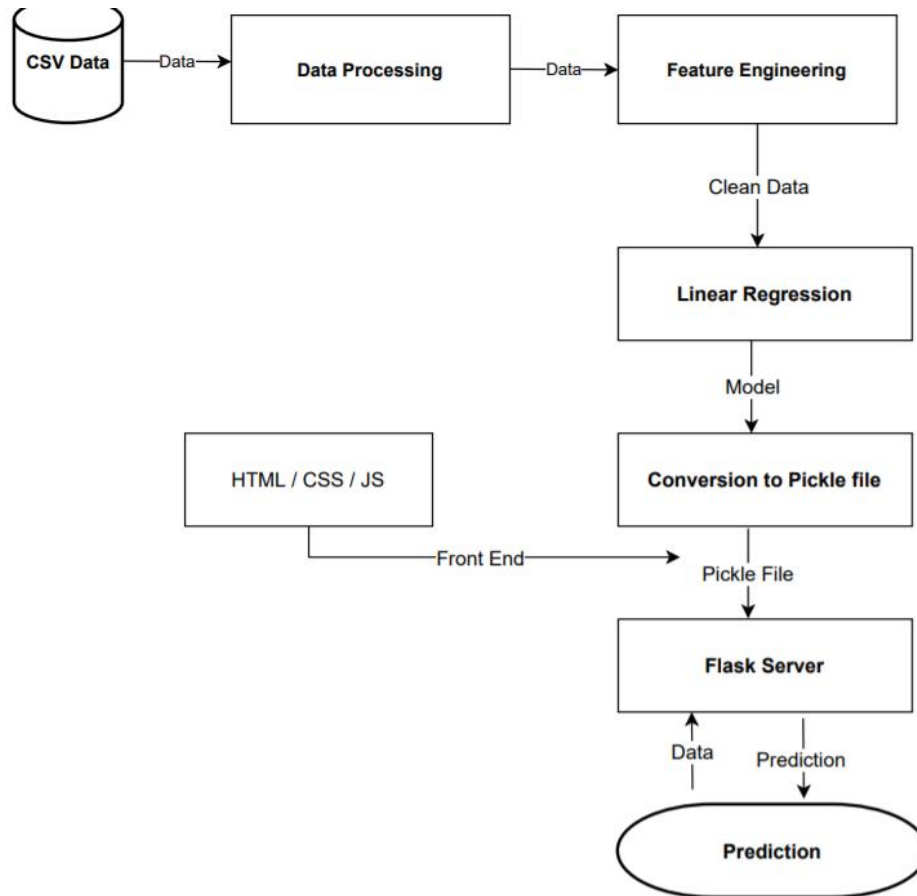 CSV Data
Data
Data Processing
Data
Feature Engineering
Clean Data
Linear Regression
Model
HTML / CSS / JS
Conversion to Pickle file
Front End
Pickle File
Flask Server
Data
Prediction
Prediction